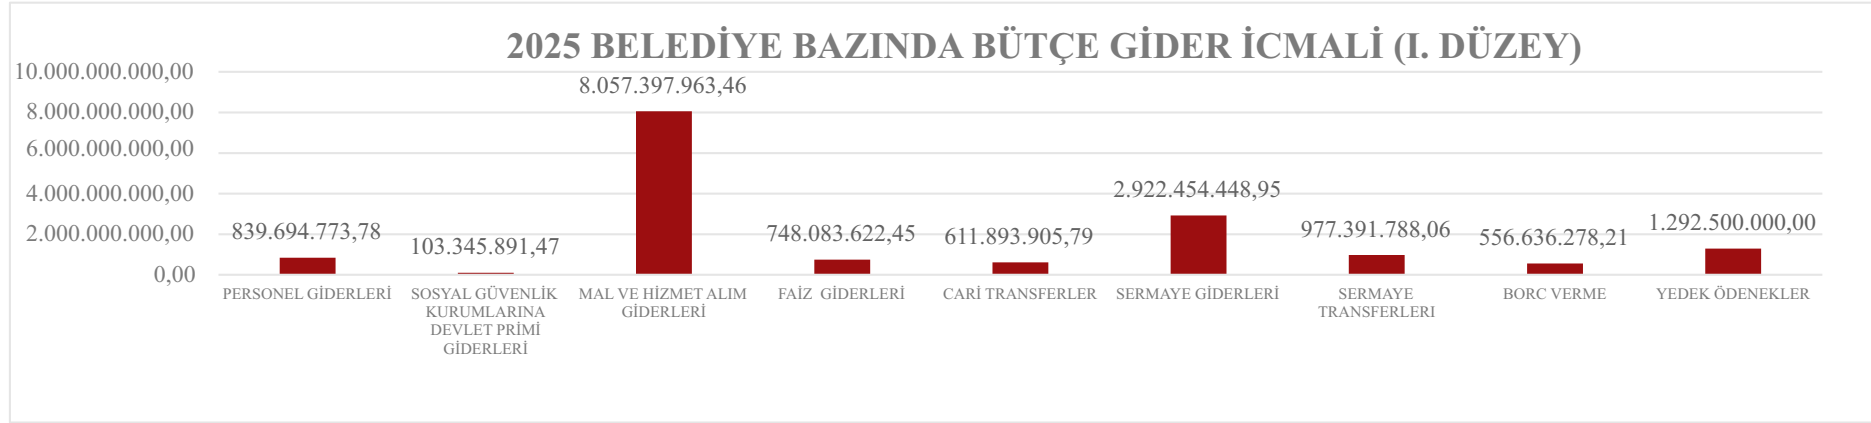 2025 BELEDİYE BAZINDA BÜTÇE GİDER İCMALİ (I. DÜZEY)
10.000.000.000,00
8.000.000.000,00
6.000.000.000,00
4.000.000.000,00
2.000.000.000,00
0,00
839.694.773,78
103.345.891,47
8.057.397.963,46
748.083.622,45
611.893.905,79
2.922.454.448,95
977.391.788,06
556.636.278,21
1.292.500.000,00
PERSONEL GİDERLERİ
SOSYAL GÜVENLİK
KURUMLARINA
DEVLET PRİMİ
GİDERLERİ
MAL VE HİZMET ALIM
GİDERLERİ
FAİZ  GİDERLERİ
CARİ TRANSFERLER
SERMAYE GİDERLERİ
SERMAYE
TRANSFERLERI
BORC VERME
YEDEK ÖDENEKLER